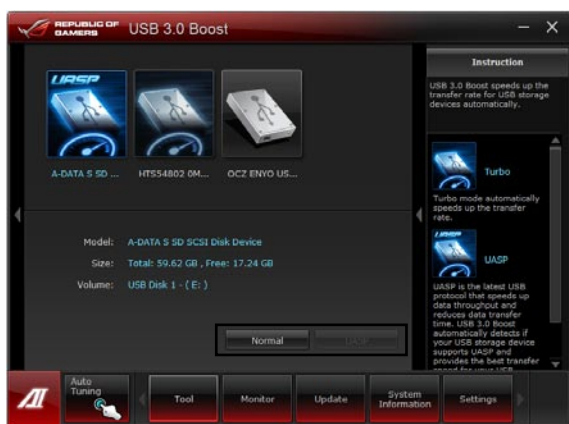 REPUBLIC OF
GAMERS
USB 3.0 Boost
UASP
A-DATA S SD ...
HTS54802 0M...
OCZ ENYO US...
Model: A-DATA S SD SCSI Disk Device
Size: Total: 59.62 GB , Free: 17.24 GB
Volume: USB Disk 1 - ( E: )
Normal
UASP
Instruction
USB 3.0 Boost speeds up the
transfer rate for USB storage
devices automatically.
Turbo
Turbo mode automatically
speeds up the transfer
rate.
UASP
UASP
UASP is the latest USB
protocol that speeds up
data throughput and
reduces data transfer
time. USB 3.0 Boost
automatically detects if
your USB storage device
supports UASP and
provides the best transfer
AI
Auto
Tuning
Tool
Monitor
Update
System
Information
Settings